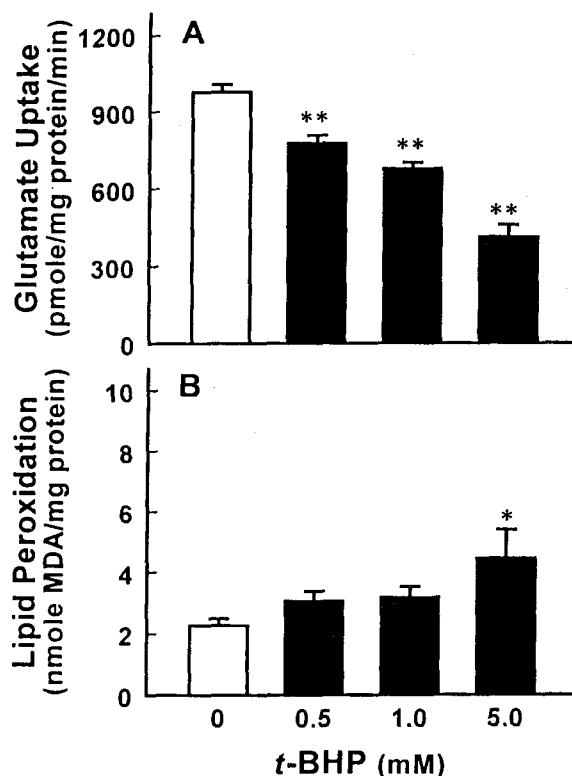 A
Glutamate Uptake
(pmole/mg protein/min)
1200
900
600
300
0
**
**
**
B
Lipid Peroxidation
(nmole MDA/mg protein)
10
8
6
4
2
0
*
0 0.5 1.0 5.0
t-BHP (mM)